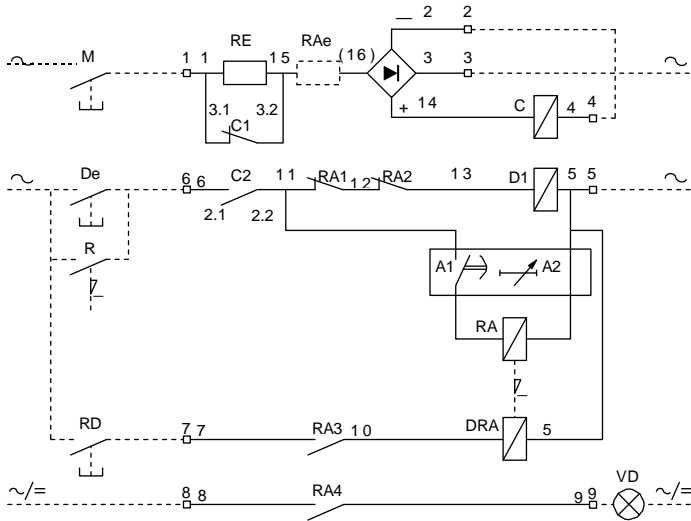 — 2 2
M 1 1 RE 15 RAe (16) 3 3
+ 14 C 4 4
3.1 3.2
C1
De 6 6 C2 11 RA1 12 RA2 13 D1 5 5
2.1 2.2
R
A1 A2
RA
RD 7 7 RA3 10 DRA 5
~/= 8 8 RA4 9 9 VD ~/=